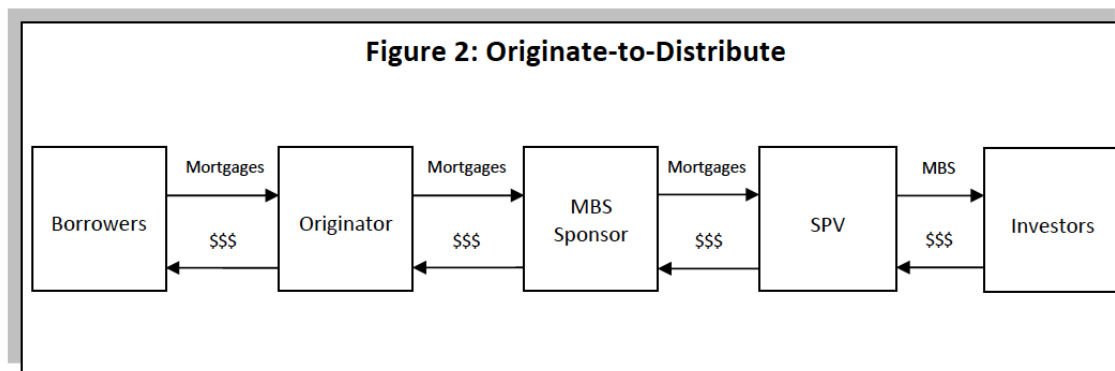 Figure 2: Originate-to-Distribute
Mortgages
Mortgages
Mortgages
MBS
Borrowers
Originator
MBS
Sponsor
SPV
Investors
$$$
$$$
$$$
$$$